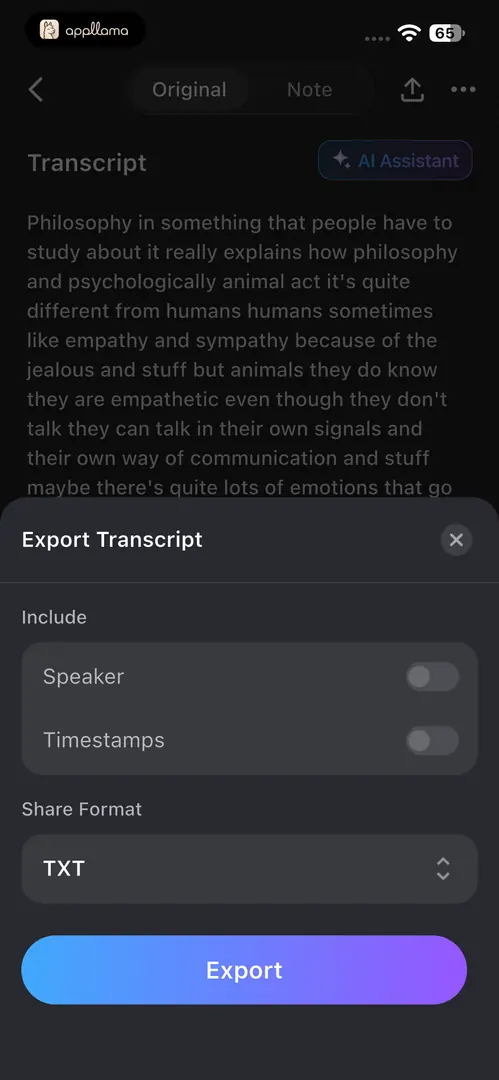 appllama
65
Original
Note
Transcript
AI Assistant
Philosophy in something that people have to
study about it really explains how philosophy
and psychologically animal act it's quite
different from humans humans sometimes
like empathy and sympathy because of the
jealous and stuff but animals they do know
they are empathetic even though they don't
talk they can talk in their own signals and
their own way of communication and stuff
maybe there's quite lots of emotions that go
Export Transcript
Include
Speaker
Timestamps
Share Format
TXT
Export